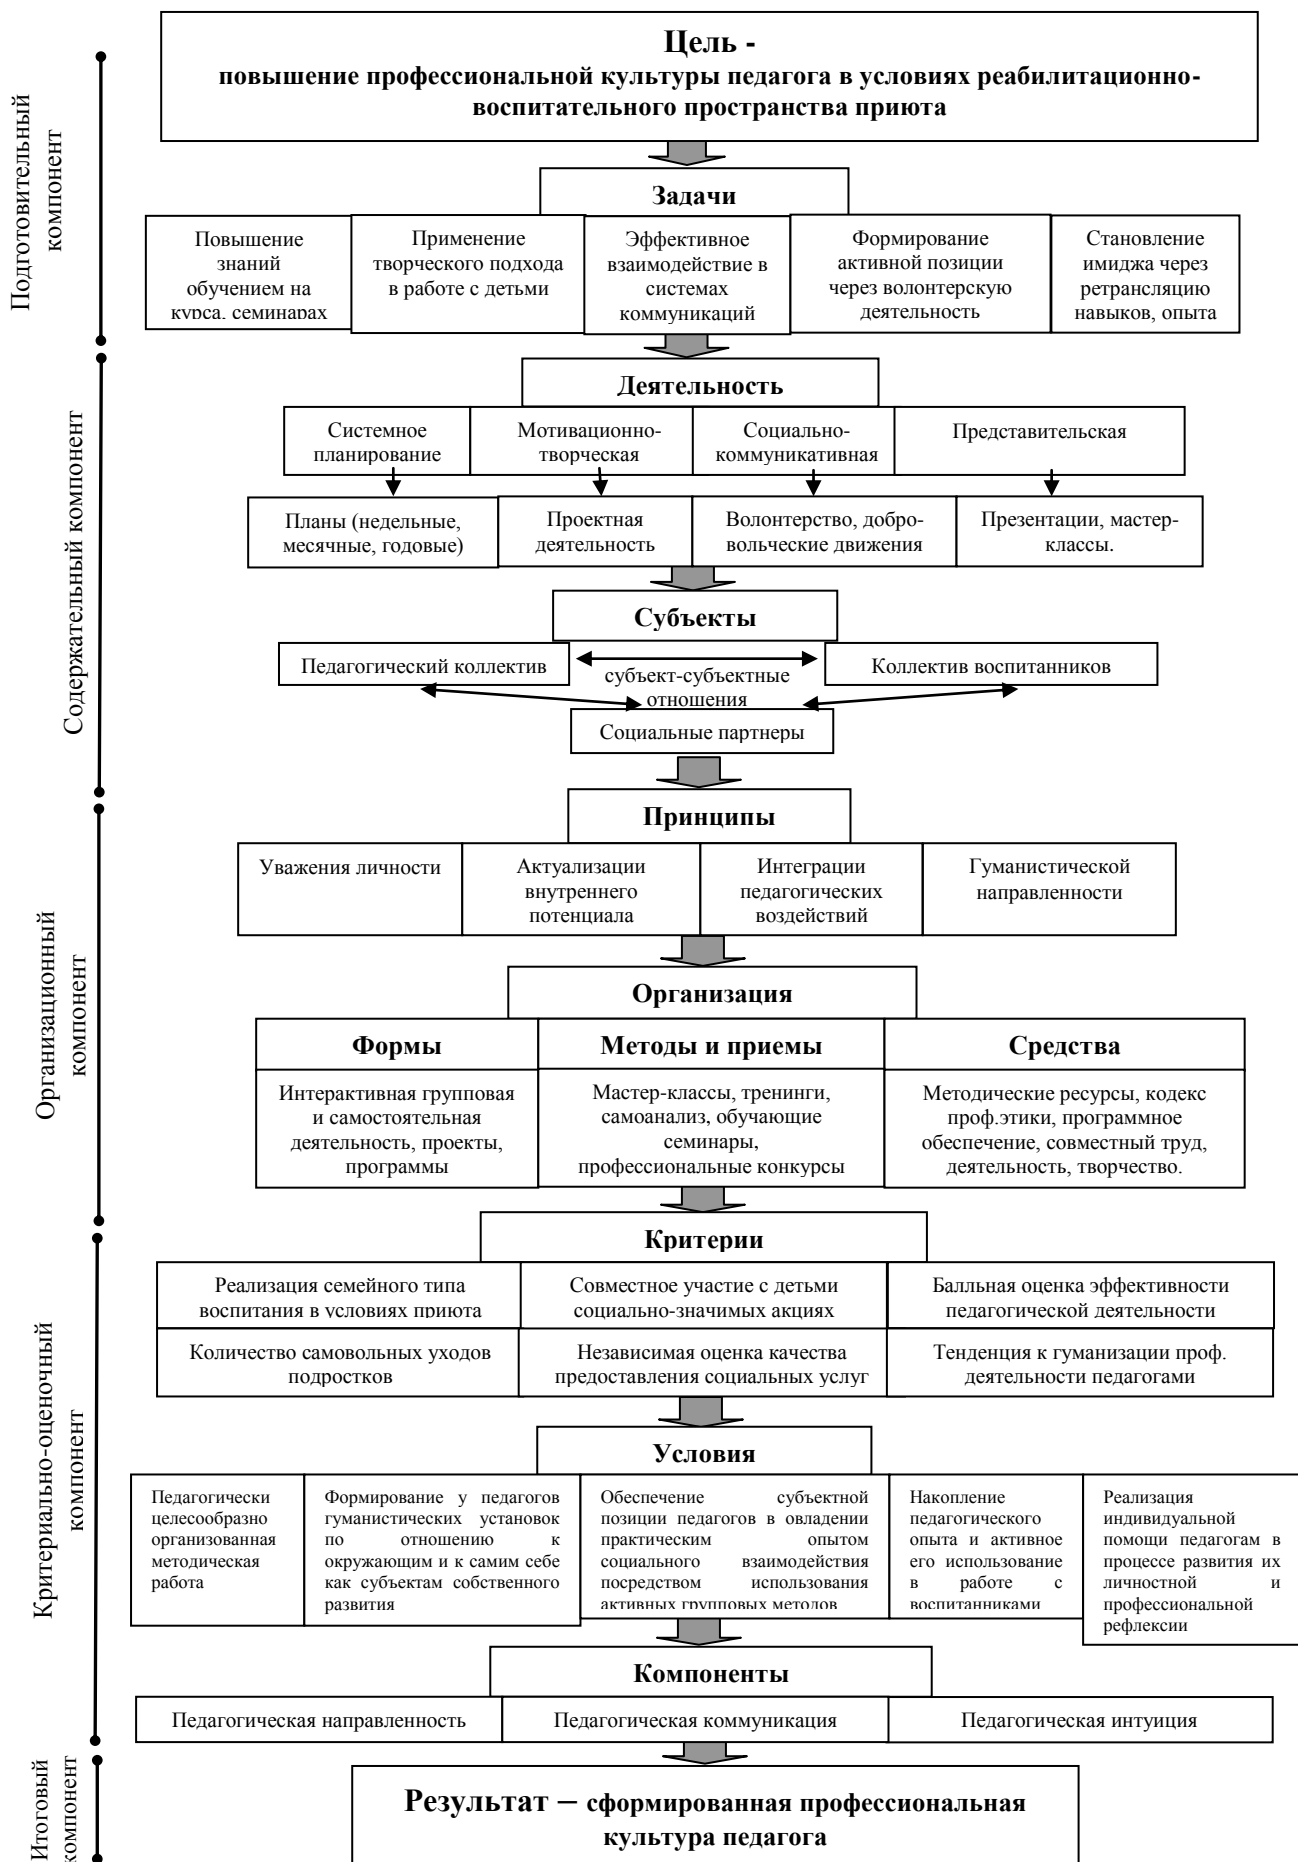 Цель -
повышение профессиональной культуры педагога в условиях реабилитационно-
воспитательного пространства приюта
Подготовительный
компонент
Задачи
Повышение
знаний
обучением на
курса. семинарах
Применение
творческого подхода
в работе с детьми
Эффективное
взаимодействие в
системах
коммуникаций
Формирование
активной позиции
через волонтерскую
деятельность
Становление
имиджа через
ретрансляцию
навыков, опыта
Содержательный компонент
Деятельность
Системное
планирование
Мотивационно-
творческая
Социально-
коммуникативная
Представительская
Планы (недельные,
месячные, годовые)
Проектная
деятельность
Волонтерство, добро-
вольческие движения
Презентации, мастер-
классы.
Субъекты
Педагогический коллектив
субъект-субъектные
отношения
Коллектив воспитанников
Социальные партнеры
Организационный
компонент
Принципы
Уважения личности
Актуализации
внутреннего
потенциала
Интеграции
педагогических
воздействий
Гуманистической
направленности
Организация
Формы
Методы и приемы
Средства
Интерактивная групповая
и самостоятельная
деятельность, проекты,
программы
Мастер-классы, тренинги,
самоанализ, обучающие
семинары,
профессиональные конкурсы
Методические ресурсы, кодекс
проф.этики, программное
обеспечение, совместный труд,
деятельность, творчество.
Критериально-оценочный
компонент
Критерии
Реализация семейного типа
воспитания в условиях приюта
Совместное участие с детьми
социально-значимых акциях
Балльная оценка эффективности
педагогической деятельности
Количество самовольных уходов
подростков
Независимая оценка качества
предоставления социальных услуг
Тенденция к гуманизации проф.
деятельности педагогами
Условия
Педагогически
целесообразно
организованная
методическая
работа
Формирование у педагогов
гуманистических установок
по отношению к
окружающим и к самим себе
как субъектам собственного
развития
Обеспечение субъектной
позиции педагогов в овладении
практическим опытом
социального взаимодействия
посредством использования
активных групповых методов
Накопление
педагогического
опыта и активное
его использование
в работе с
воспитанниками
Реализация
индивидуальной
помощи педагогам в
процессе развития их
личностной и
профессиональной
рефлексии
Компоненты
Педагогическая направленность
Педагогическая коммуникация
Педагогическая интуиция
Итоговый
компонент
Результат – сформированная профессиональная
культура педагога